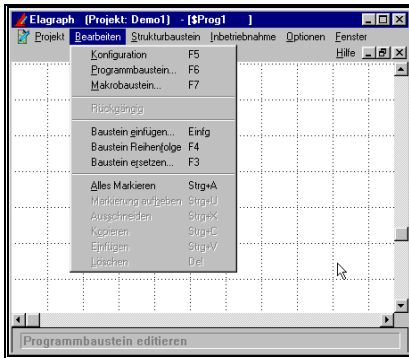 Elagraph (Projekt: Demo1) - [$Prog1 ]
Projekt Bearbeiten Strukturbaustein Inbetriebnahme Optionen Fenster
Hilfe
Konfiguration F5
Programmbaustein... F6
Makrobaustein... F7
Rückgängig
Baustein einfügen... Einfg
Baustein Reihenfolge F4
Baustein ersetzen... F3
Alles Markieren Strg+A
Markierung aufheben Strg+U
Ausschneiden Strg+X
Kopieren Strg+C
Einfügen Strg+V
Löschen Del
Programmbaustein editieren